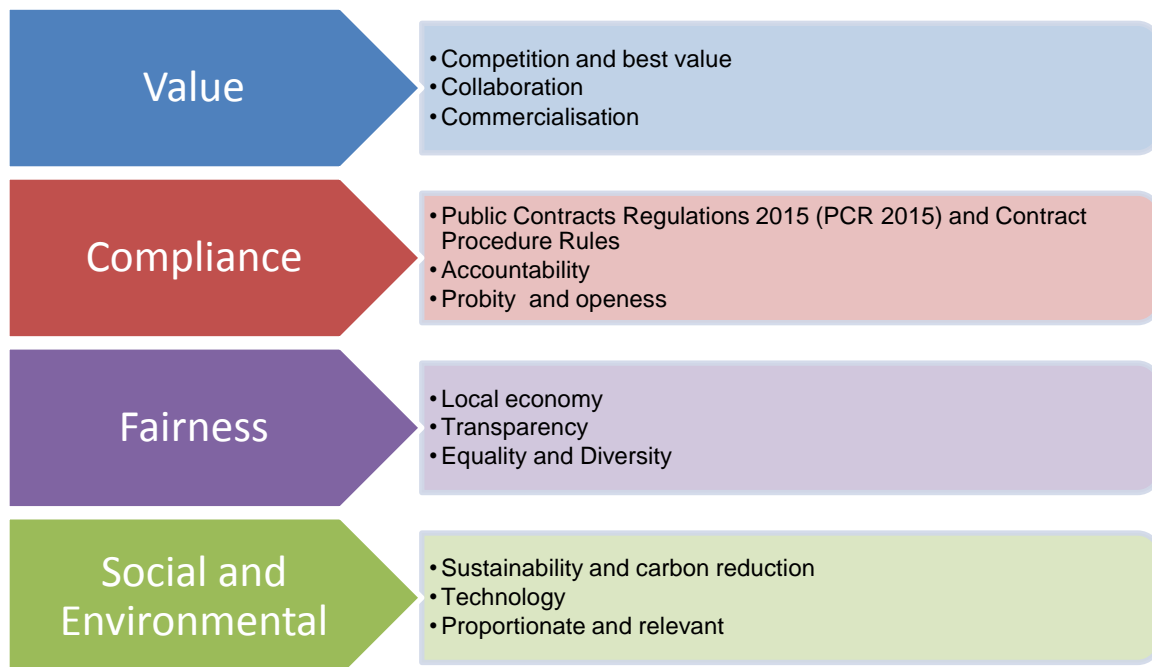 Value
• Competition and best value
• Collaboration
• Commercialisation
Compliance
• Public Contracts Regulations 2015 (PCR 2015) and Contract
Procedure Rules
• Accountability
• Probity and openess
Fairness
• Local economy
• Transparency
• Equality and Diversity
Social and
Environmental
• Sustainability and carbon reduction
• Technology
• Proportionate and relevant